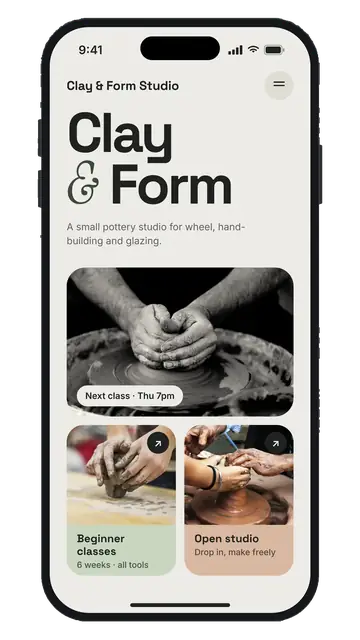 9:41
Clay & Form Studio
Clay
& Form
A small pottery studio for wheel, hand-
building and glazing.
Next class · Thu 7pm
Beginner
classes
6 weeks · all tools
Open studio
Drop in, make freely